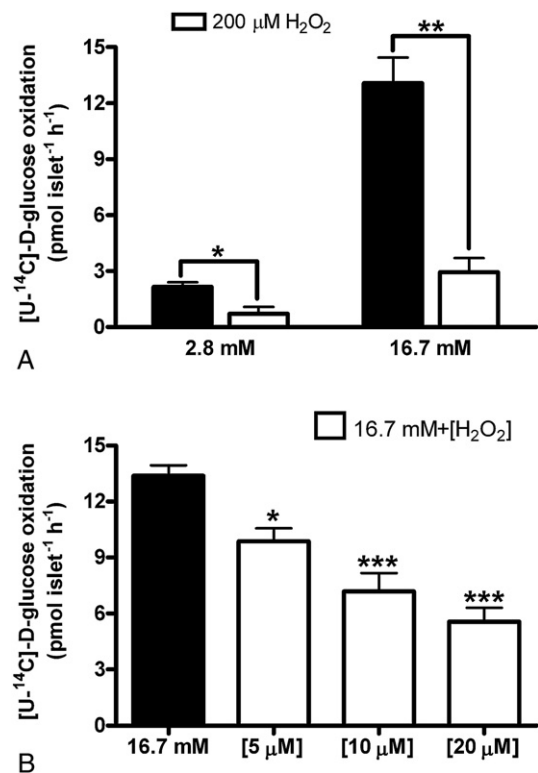 200 μM H₂O₂
[U-¹⁴C]-D-glucose oxidation
(pmol islet⁻¹ h⁻¹)
15
12
9
6
3
0
*
**
2.8 mM 16.7 mM
A
16.7 mM+[H₂O₂]
[U-¹⁴C]-D-glucose oxidation
(pmol islet⁻¹ h⁻¹)
15
12
9
6
3
0
*
***
***
16.7 mM [5 μM] [10 μM] [20 μM]
B